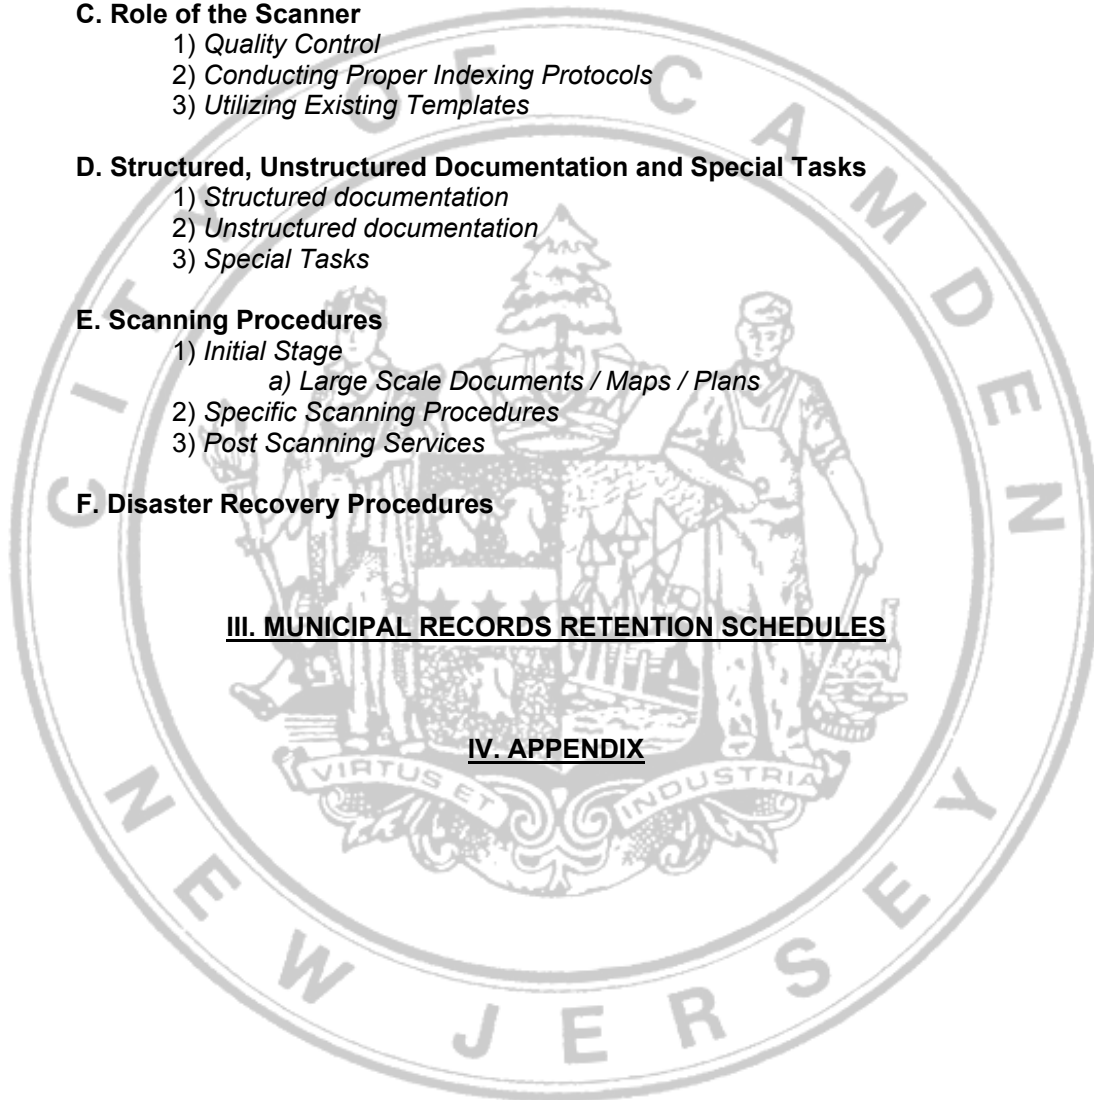 C. Role of the Scanner
1) Quality Control
2) Conducting Proper Indexing Protocols
3) Utilizing Existing Templates
D. Structured, Unstructured Documentation and Special Tasks
1) Structured documentation
2) Unstructured documentation
3) Special Tasks
E. Scanning Procedures
1) Initial Stage
a) Large Scale Documents / Maps / Plans
2) Specific Scanning Procedures
3) Post Scanning Services
F. Disaster Recovery Procedures
III. MUNICIPAL RECORDS RETENTION SCHEDULES
IV. APPENDIX
CITY OF CAMDEN
NEW JERSEY
VIRTUS ET INDUSTRIA